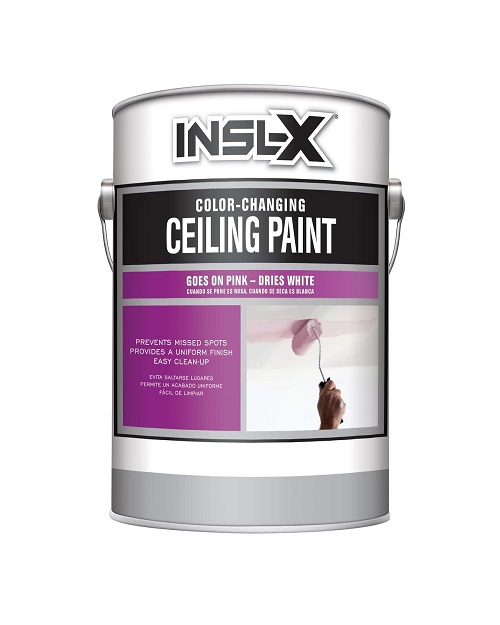 INSL-X®
COLOR-CHANGING
CEILING PAINT
GOES ON PINK – DRIES WHITE
CUANDO SE PONE ES ROSA, CUANDO SE SECA ES BLANCA
PREVENTS MISSED SPOTS
PROVIDES A UNIFORM FINISH
EASY CLEAN-UP
EVITA SALTARSE LUGARES
PERMITE UN ACABADO UNIFORME
FÁCIL DE LIMPIAR